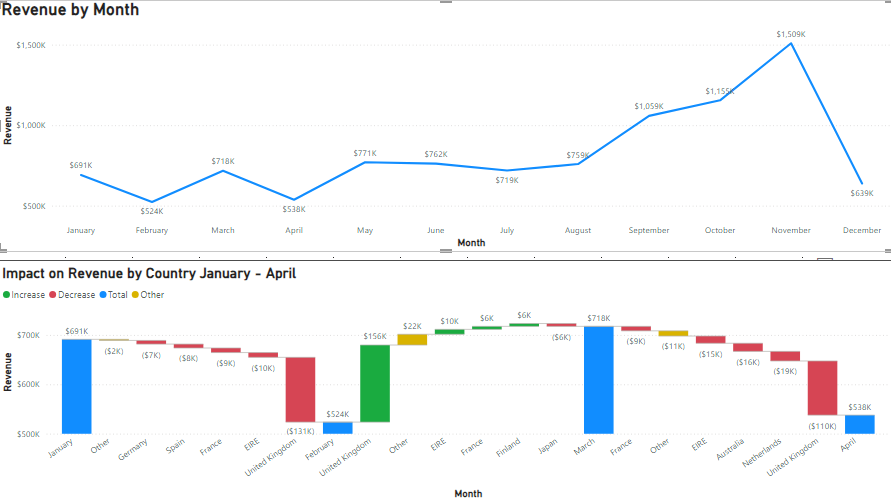 Revenue by Month
Revenue
$1,500K
$1,000K
$500K
$691K
$524K
$718K
$538K
$771K
$762K
$719K
$759K
$1,059K
$1,155K
$1,509K
$639K
January February March April May June July August September October November December
Month
Impact on Revenue by Country January - April
Increase Decrease Total Other
Revenue
$700K
$600K
$500K
$691K
($2K)
($7K)
($8K)
($9K)
($10K)
($131K)
$524K
$156K
$22K
$10K
$6K
$6K
($6K)
$718K
($9K)
($11K)
($15K)
($16K)
($19K)
($110K)
$538K
January
Other
Germany
Spain
France
EIRE
United Kingdom
February
United Kingdom
Other
EIRE
France
Finland
Japan
March
France
Other
EIRE
Australia
Netherlands
United Kingdom
April
Month